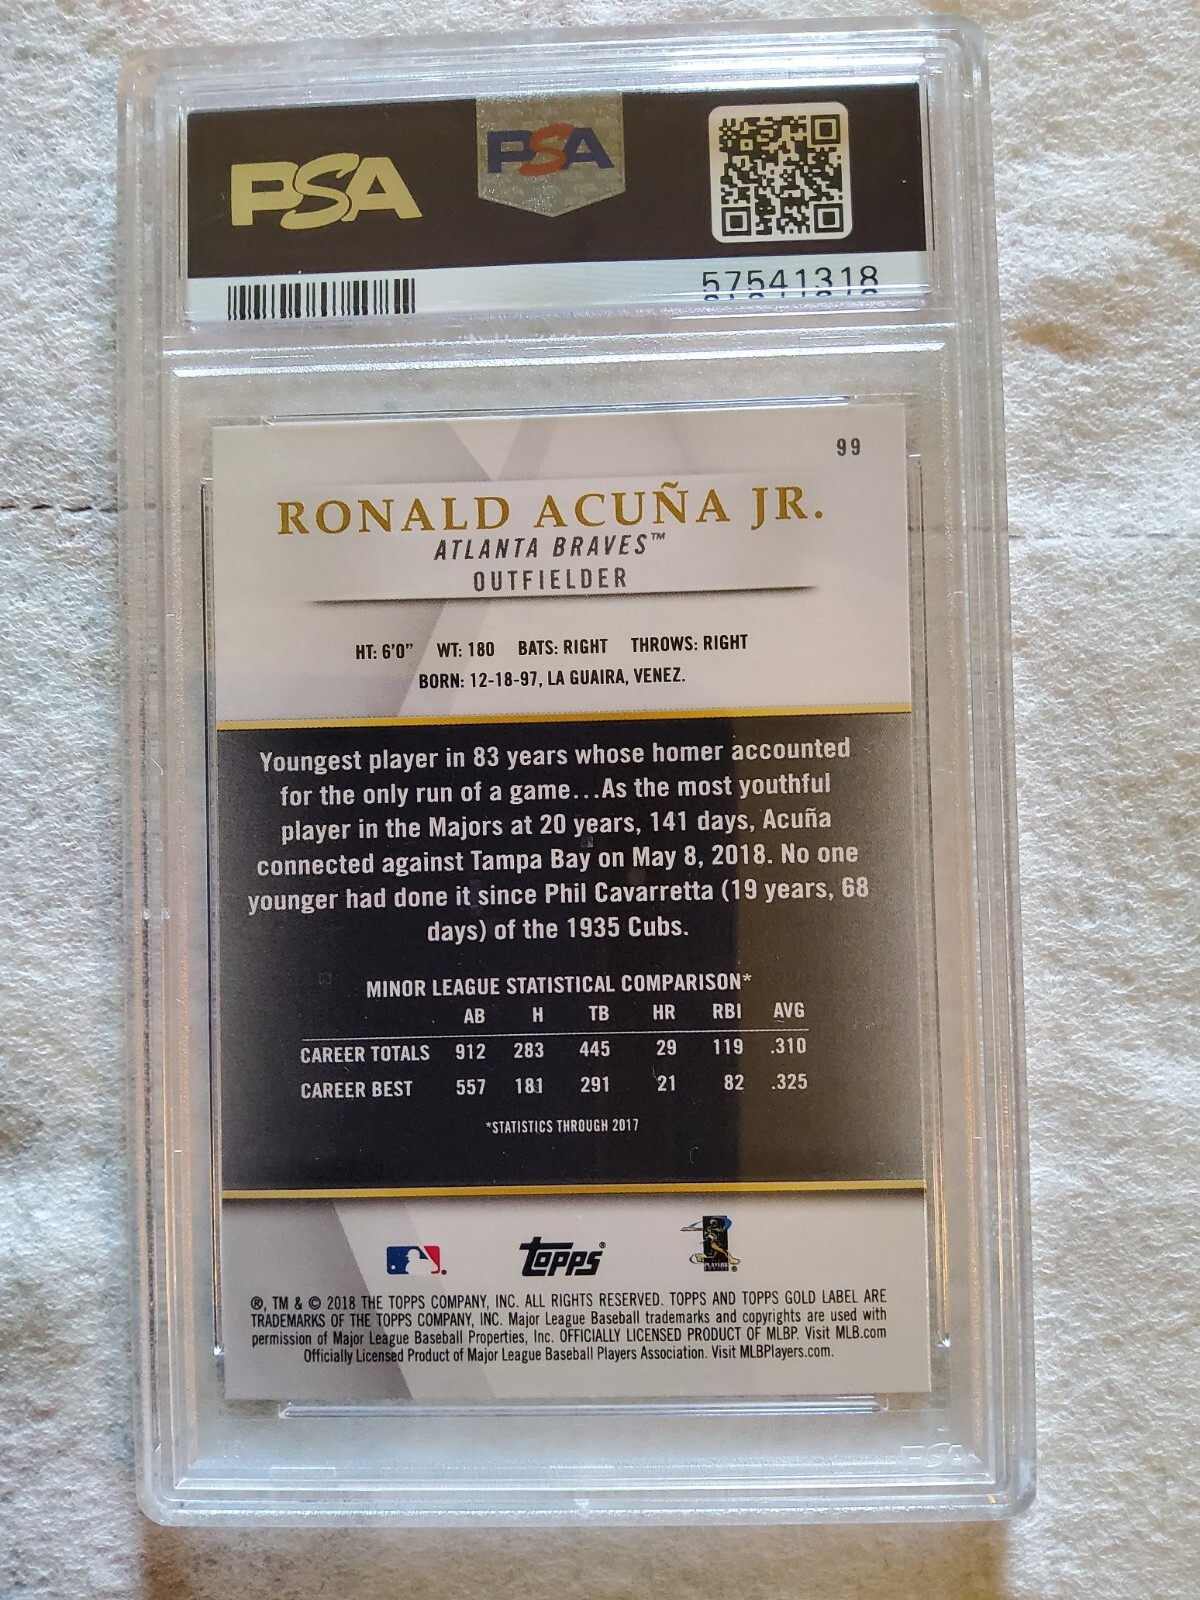 PSA
PSA
57541318
99
RONALD ACUÑA JR.
ATLANTA BRAVES™
OUTFIELDER
HT: 6'0" WT: 180 BATS: RIGHT THROWS: RIGHT
BORN: 12-18-97, LA GUAIRA, VENEZ.
Youngest player in 83 years whose homer accounted
for the only run of a game...As the most youthful
player in the Majors at 20 years, 141 days, Acuña
connected against Tampa Bay on May 8, 2018. No one
younger had done it since Phil Cavarretta (19 years, 68
days) of the 1935 Cubs.
MINOR LEAGUE STATISTICAL COMPARISON*
AB H TB HR RBI AVG
CAREER TOTALS 912 283 445 29 119 .310
CAREER BEST 557 181 291 21 82 .325
*STATISTICS THROUGH 2017
TOPPS®
PLAYERS
®, TM & © 2018 THE TOPPS COMPANY, INC. ALL RIGHTS RESERVED. TOPPS AND TOPPS GOLD LABEL ARE
TRADEMARKS OF THE TOPPS COMPANY, INC. Major League Baseball trademarks and copyrights are used with
permission of Major League Baseball Properties, Inc. OFFICIALLY LICENSED PRODUCT OF MLBP. Visit MLB.com
Officially Licensed Product of Major League Baseball Players Association. Visit MLBPlayers.com.
PSA